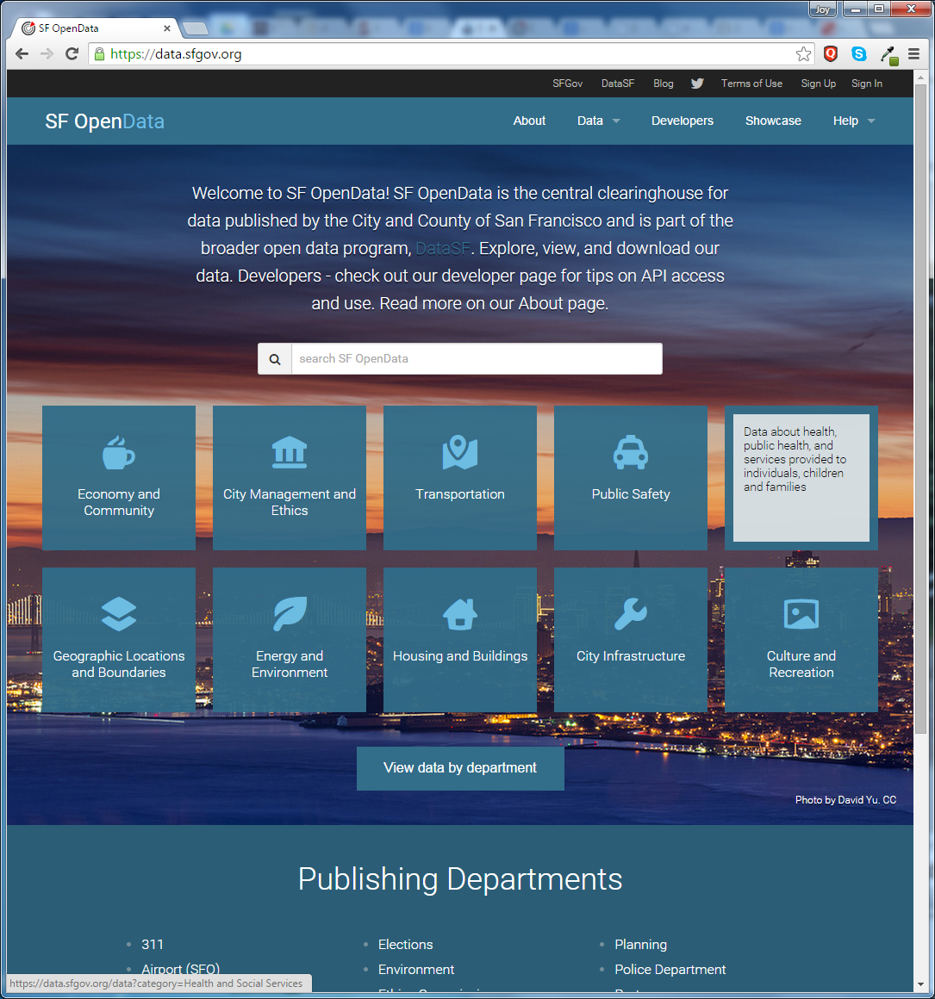 Joy
SF OpenData
https://data.sfgov.org
SFGov DataSF Blog Terms of Use Sign Up Sign In
SF OpenData
About Data Developers Showcase Help
Welcome to SF OpenData! SF OpenData is the central clearinghouse for
data published by the City and County of San Francisco and is part of the
broader open data program, DataSF. Explore, view, and download our
data. Developers - check out our developer page for tips on API access
and use. Read more on our About page.
search SF OpenData
Economy and
Community
City Management and
Ethics
Transportation
Public Safety
Data about health,
public health, and
services provided to
individuals, children
and families
Geographic Locations
and Boundaries
Energy and
Environment
Housing and Buildings
City Infrastructure
Culture and
Recreation
View data by department
Photo by David Yu. CC
Publishing Departments
311
Airport (SFO)
Elections
Environment
Planning
Police Department
https://data.sfgov.org/data?category=Health and Social Services